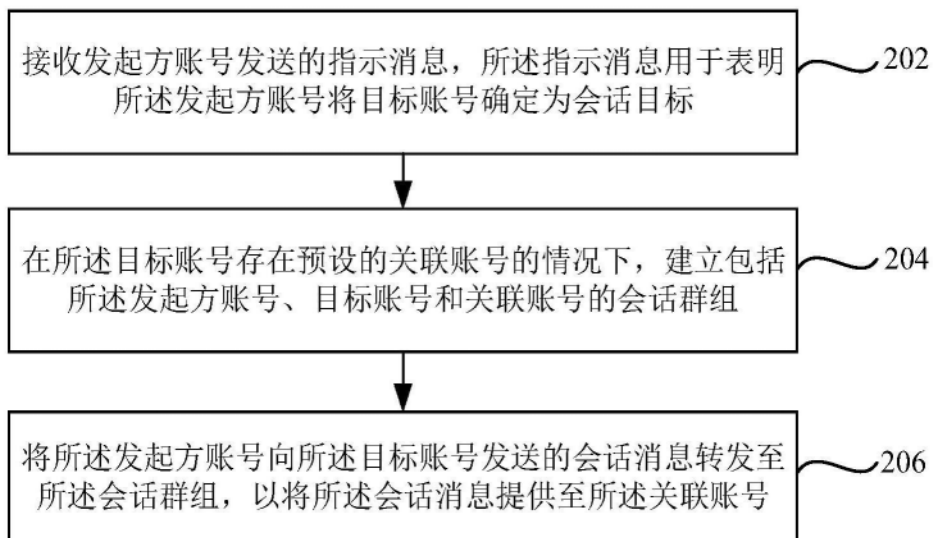 接收发起方账号发送的指示消息，所述指示消息用于表明
所述发起方账号将目标账号确定为会话目标
202
在所述目标账号存在预设的关联账号的情况下，建立包括
所述发起方账号、目标账号和关联账号的会话群组
204
将所述发起方账号向所述目标账号发送的会话消息转发至
所述会话群组，以将所述会话消息提供至所述关联账号
206